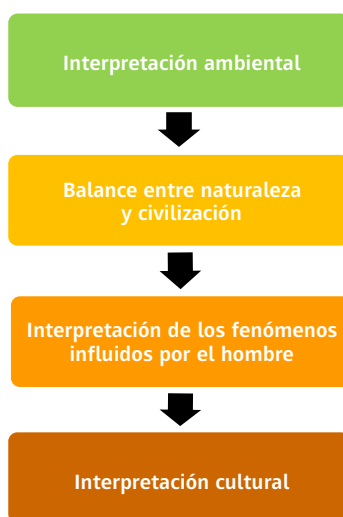 Interpretación ambiental
Balance entre naturaleza
y civilización
Interpretación de los fenómenos
influidos por el hombre
Interpretación cultural